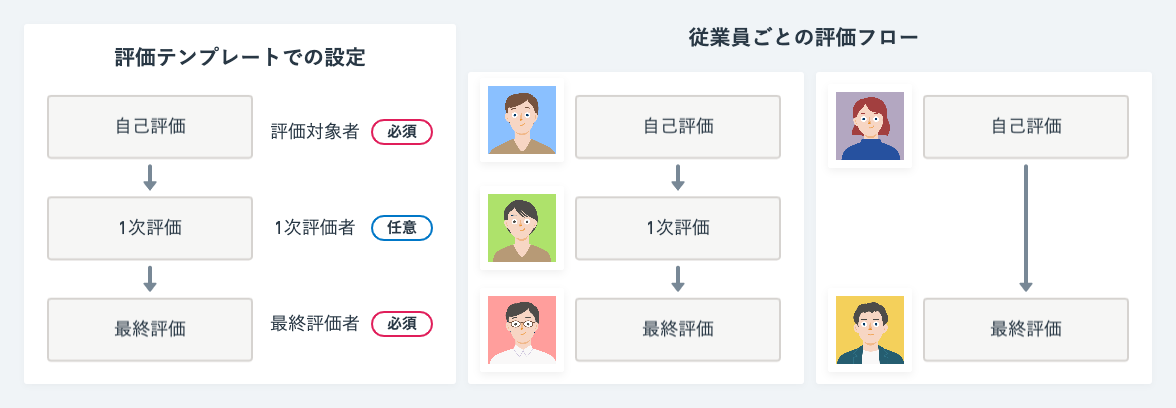 評価テンプレートでの設定
自己評価
評価対象者
必須
1次評価
1次評価者
任意
最終評価
最終評価者
必須
従業員ごとの評価フロー
自己評価
1次評価
最終評価
自己評価
最終評価